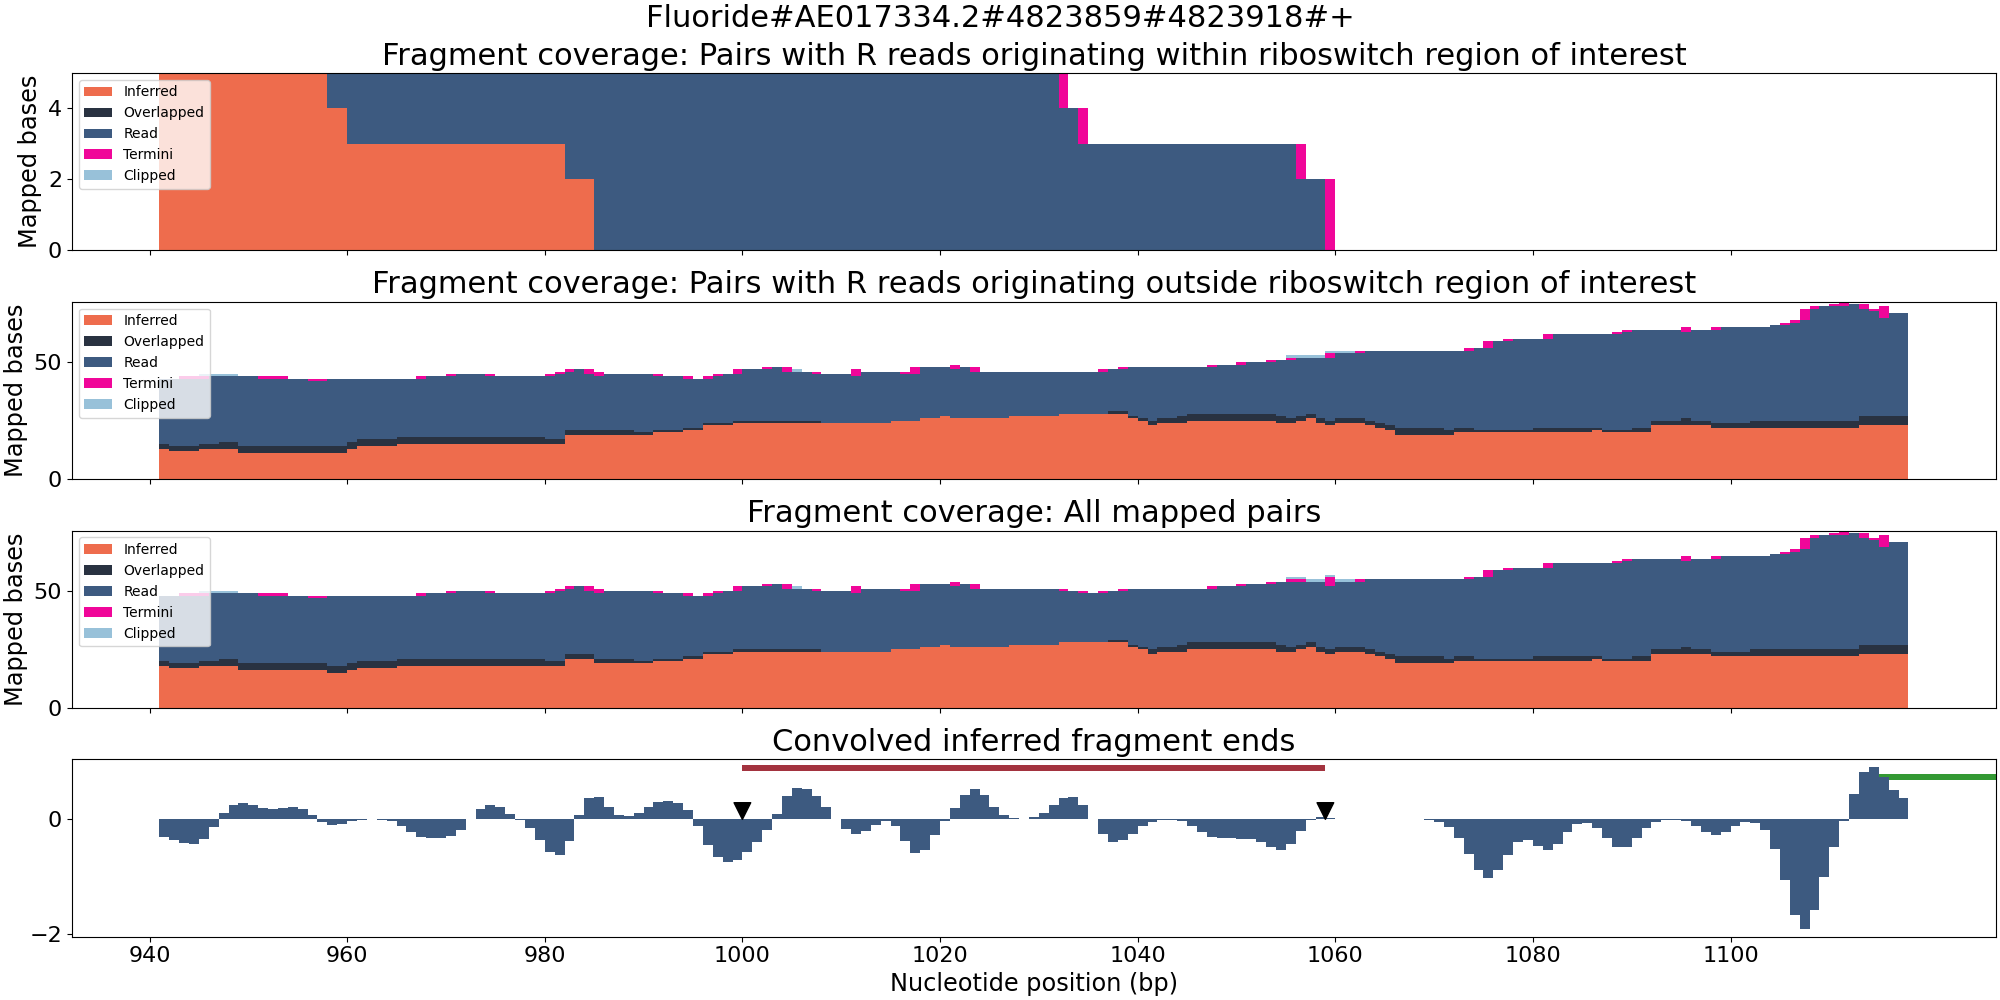 Fluoride#AE017334.2#4823859#4823918#+
Fragment coverage: Pairs with R reads originating within riboswitch region of interest
Mapped bases
4
2
0
Inferred
Overlapped
Read
Termini
Clipped
Fragment coverage: Pairs with R reads originating outside riboswitch region of interest
Mapped bases
50
0
Inferred
Overlapped
Read
Termini
Clipped
Fragment coverage: All mapped pairs
Mapped bases
50
0
Inferred
Overlapped
Read
Termini
Clipped
Convolved inferred fragment ends
0
−2
940 960 980 1000 1020 1040 1060 1080 1100
Nucleotide position (bp)